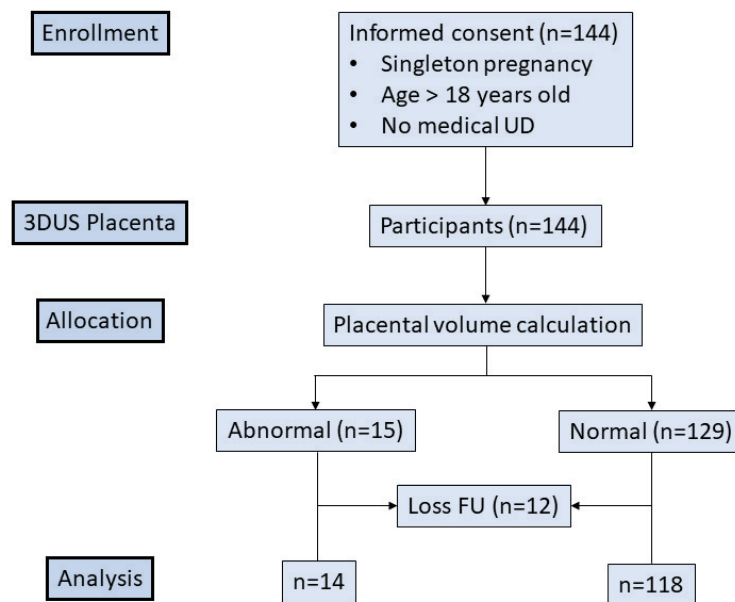 Enrollment
Informed consent (n=144)
• Singleton pregnancy
• Age > 18 years old
• No medical UD
3DUS Placenta
Participants (n=144)
Allocation
Placental volume calculation
Abnormal (n=15)
Normal (n=129)
Loss FU (n=12)
Analysis
n=14
n=118